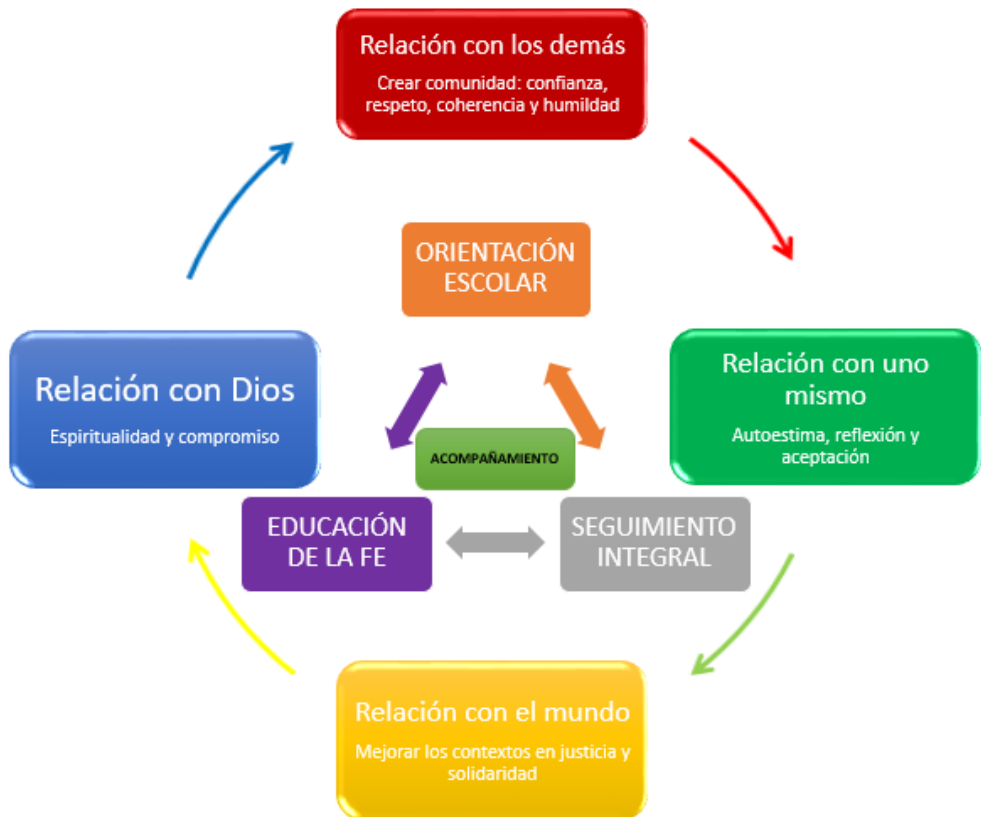 Relación con los demás
Crear comunidad: confianza,
respeto, coherencia y humildad
ORIENTACIÓN
ESCOLAR
Relación con Dios
Espiritualidad y compromiso
Relación con uno
mismo
Autoestima, reflexión y
aceptación
ACOMPAÑAMIENTO
EDUCACIÓN
DE LA FE
SEGUIMIENTO
INTEGRAL
Relación con el mundo
Mejorar los contextos en justicia y
solidaridad